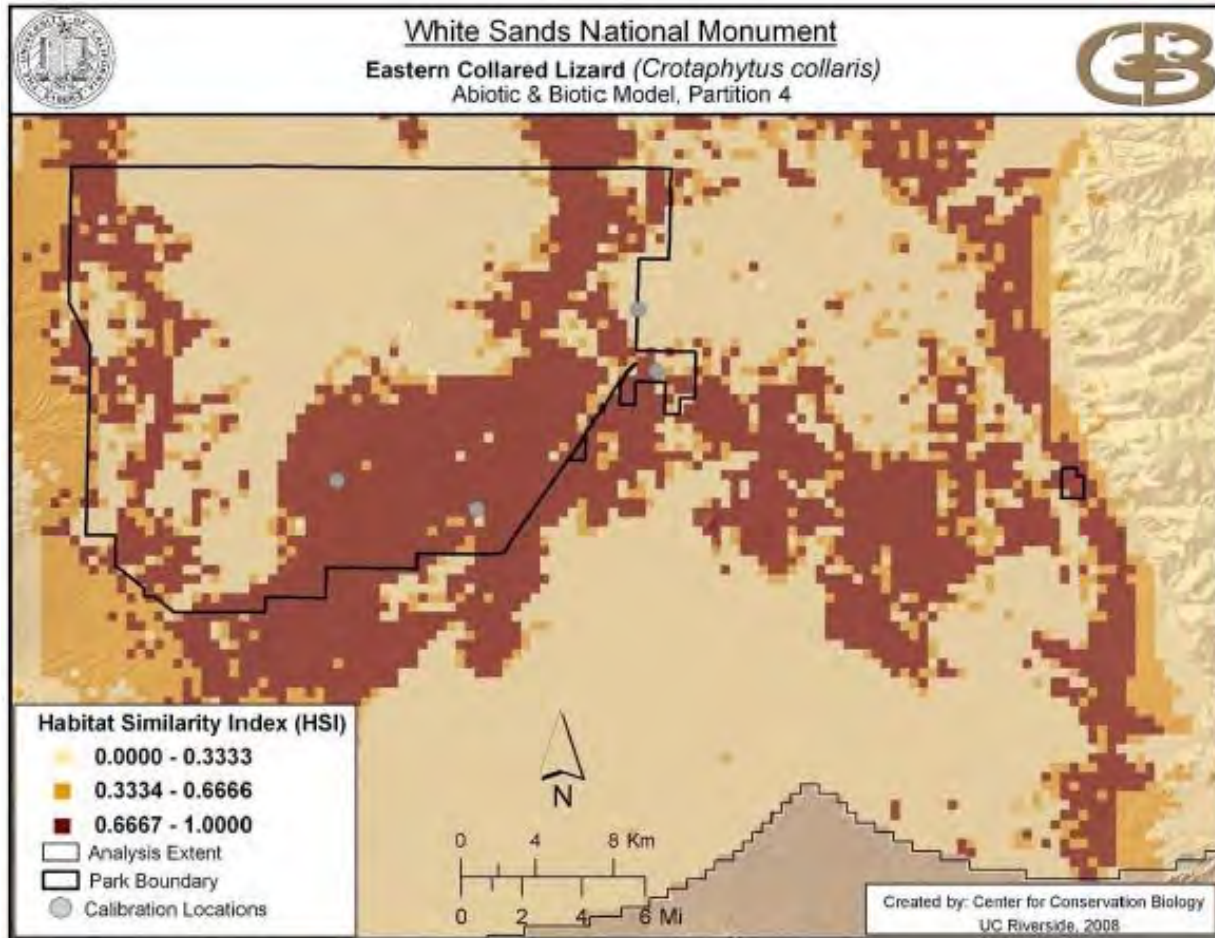 White Sands National Monument
Eastern Collared Lizard (Crotaphytus collaris)
Abiotic & Biotic Model, Partition 4
CB
Habitat Similarity Index (HSI)
0.0000 - 0.3333
0.3334 - 0.6666
0.6667 - 1.0000
Analysis Extent
Park Boundary
Calibration Locations
N
0 4 8 Km
0 2 4 6 Mi
Created by: Center for Conservation Biology
UC Riverside, 2008